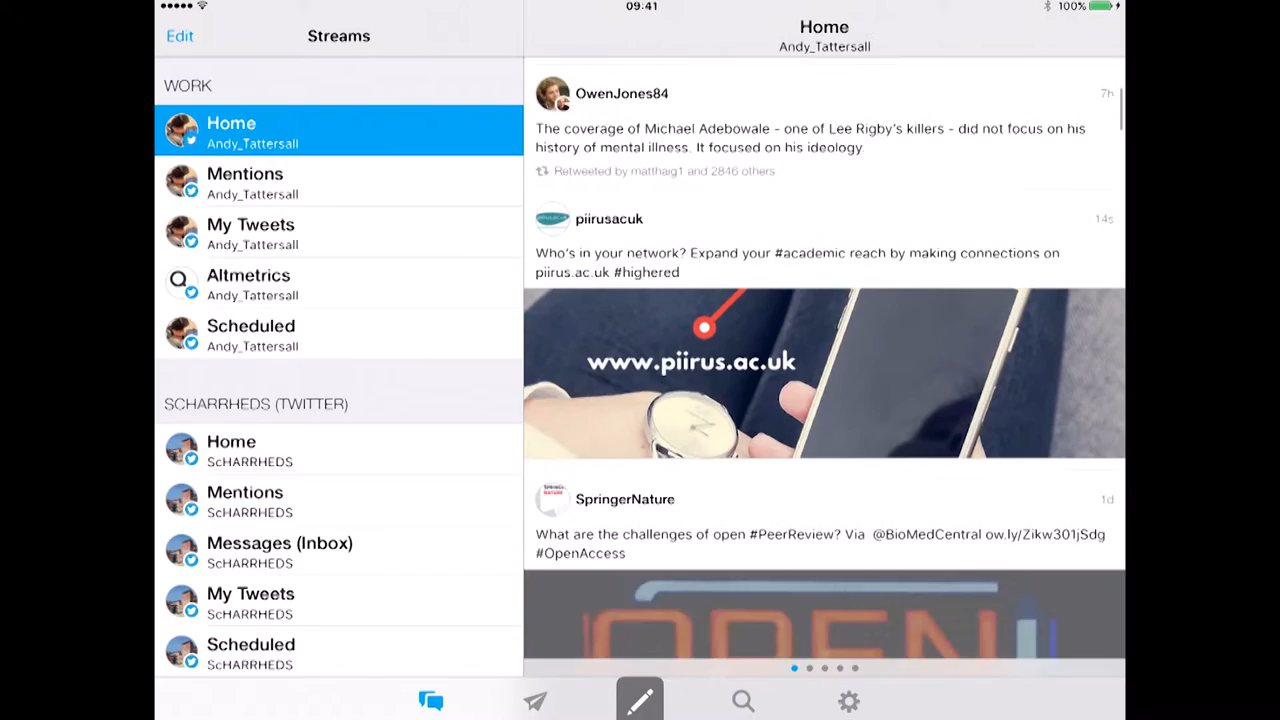 09:41
100%
Edit
Streams
WORK
Home
Andy_Tattersall
Mentions
Andy_Tattersall
My Tweets
Andy_Tattersall
Altmetrics
Andy_Tattersall
Scheduled
Andy_Tattersall
SCHARRHEDS (TWITTER)
Home
ScHARRHEDS
Mentions
ScHARRHEDS
Messages (Inbox)
ScHARRHEDS
My Tweets
ScHARRHEDS
Scheduled
ScHARRHEDS
Home
Andy_Tattersall
OwenJones84
7h
The coverage of Michael Adebowale - one of Lee Rigby's killers - did not focus on his
history of mental illness. It focused on his ideology.
Retweeted by matthaig1 and 2846 others
piirusacuk
14s
Who's in your network? Expand your #academic reach by making connections on
piirus.ac.uk #highered
www.piirus.ac.uk
SpringerNature
1d
What are the challenges of open #PeerReview? Via @BioMedCentral ow.ly/Zikw301jSdg
#OpenAccess
OPEN